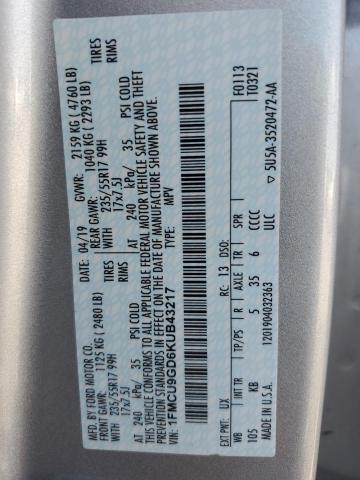 MFD. BY FORD MOTOR CO.
DATE: 04/19 GVWR: 2159 KG ( 4760 LB)
FRONT GAWR: 1125 KG ( 2480 LB) REAR GAWR: 1040 KG ( 2293 LB)
WITH 235/55R17 99H TIRES WITH 235/55R17 99H TIRES
17x7.5J RIMS 17x7.5J RIMS
AT 240 kPa/ 35 PSI COLD AT 240 kPa/ 35 PSI COLD
THIS VEHICLE CONFORMS TO ALL APPLICABLE FEDERAL MOTOR VEHICLE SAFETY AND THEFT
PREVENTION STANDARDS IN EFFECT ON THE DATE OF MANUFACTURE SHOWN ABOVE.
VIN: 1FMCU9GD6KUB43217 TYPE: MPV
F0113
T0321
EXT PNT: UX RC: 13 DSO:
WB INT TR TP/PS R AXLE TR SPR
105 KB 5 35 6 CCCC
MADE IN U.S.A. ULC
1201904032363 ▽ 5U5A-3520472-AA